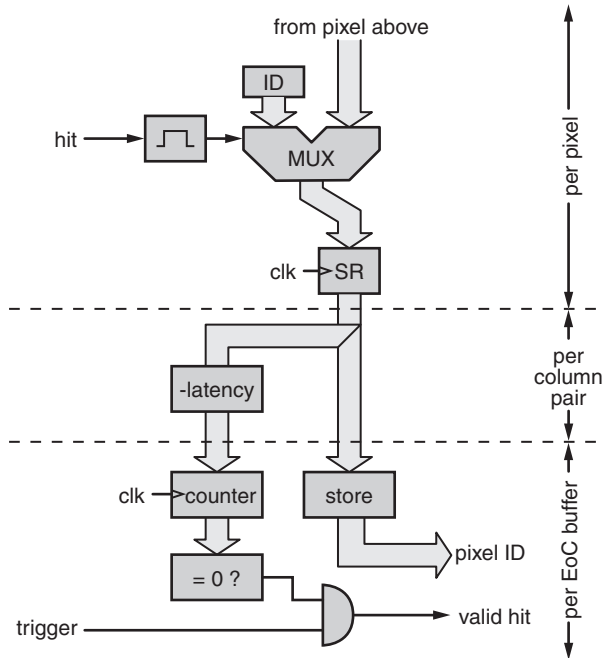 from pixel above
ID
hit
MUX
per pixel
clk
SR
-latency
per
column
pair
clk
counter
store
= 0 ?
pixel ID
per EoC buffer
trigger
valid hit